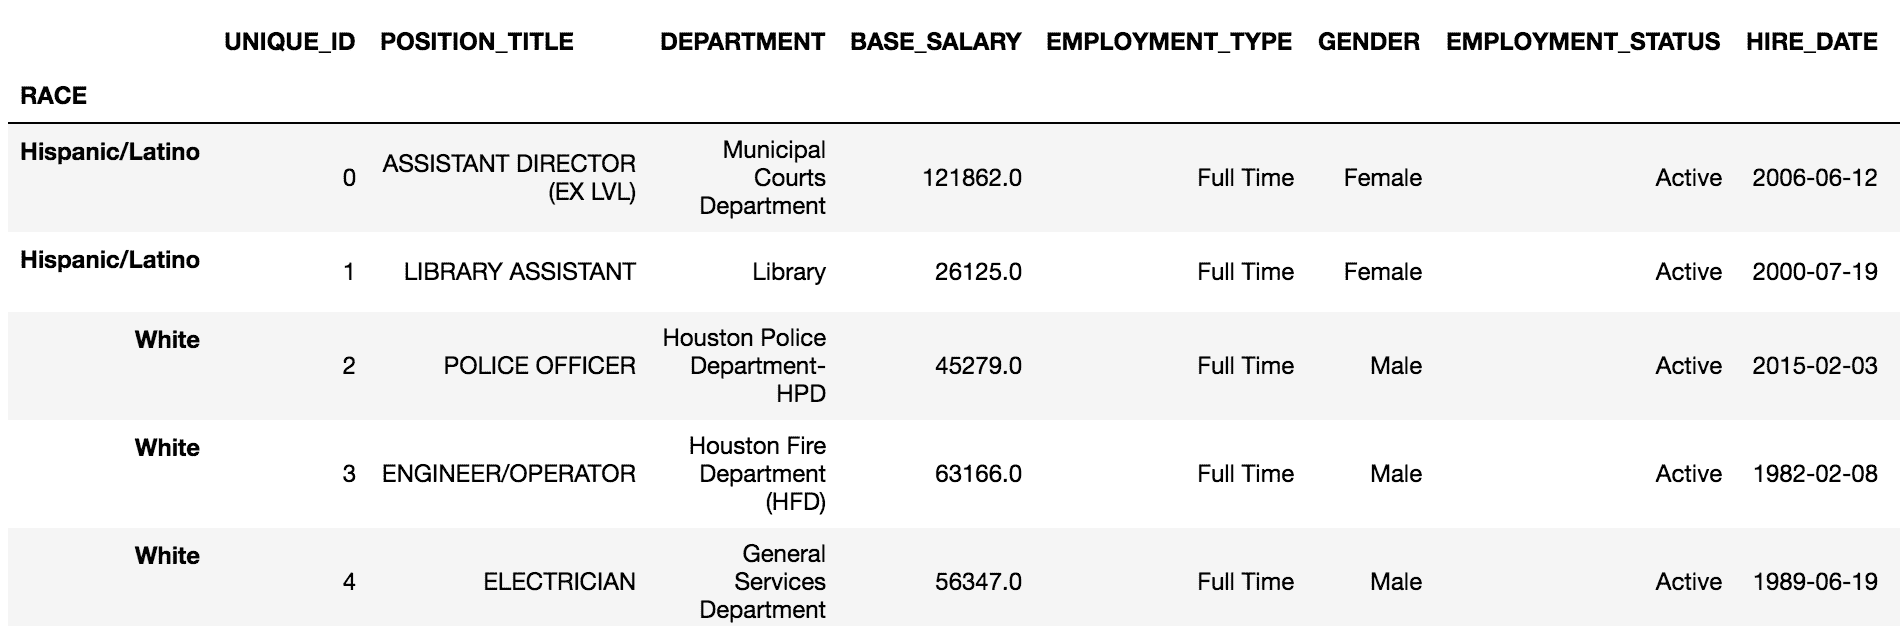 UNIQUE_ID POSITION_TITLE DEPARTMENT BASE_SALARY EMPLOYMENT_TYPE GENDER EMPLOYMENT_STATUS HIRE_DATE
RACE
Hispanic/Latino 0 ASSISTANT DIRECTOR (EX LVL) Municipal Courts Department 121862.0 Full Time Female Active 2006-06-12
Hispanic/Latino 1 LIBRARY ASSISTANT Library 26125.0 Full Time Female Active 2000-07-19
White 2 POLICE OFFICER Houston Police Department-HPD 45279.0 Full Time Male Active 2015-02-03
White 3 ENGINEER/OPERATOR Houston Fire Department (HFD) 63166.0 Full Time Male Active 1982-02-08
White 4 ELECTRICIAN General Services Department 56347.0 Full Time Male Active 1989-06-19